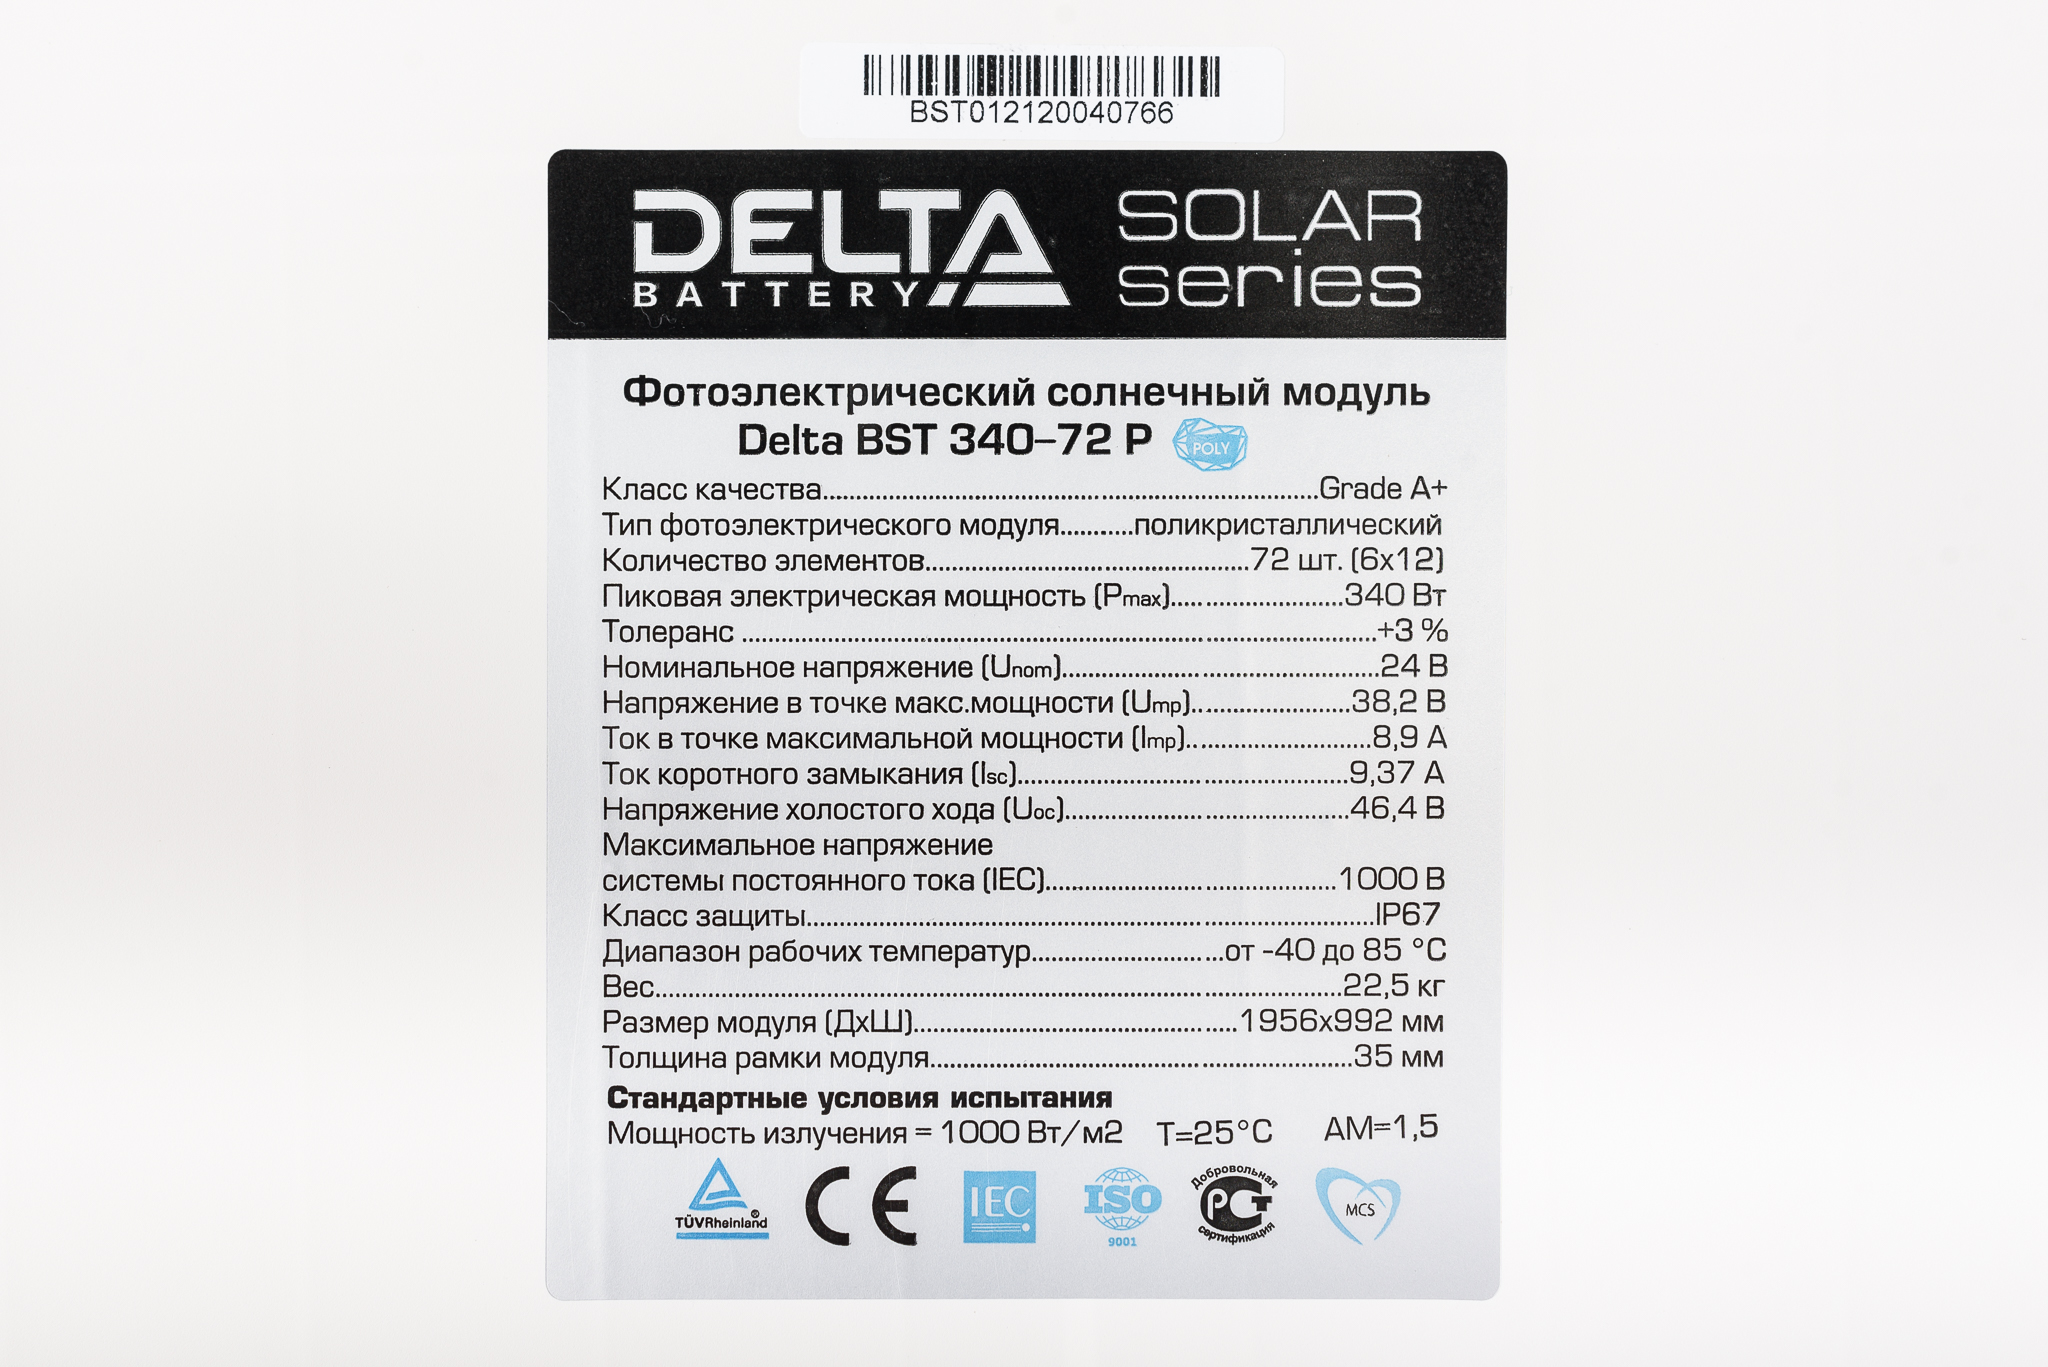 BST012120040766
DELTA
BATTERY
SOLAR
series
Фотоэлектрический солнечный модуль
Delta BST 340–72 P POLY
Класс качества.....Grade A+
Тип фотоэлектрического модуля.....поликристаллический
Количество элементов.....72 шт. (6x12)
Пиковая электрическая мощность (Pmax).....340 Вт
Толеранс .....+3 %
Номинальное напряжение (Unom).....24 В
Напряжение в точке макс.мощности (Ump).....38,2 В
Ток в точке максимальной мощности (Imp).....8,9 А
Ток коротного замыкания (Isc).....9,37 А
Напряжение холостого хода (Uoc).....46,4 В
Максимальное напряжение
системы постоянного тока (IEC).....1000 В
Класс защиты.....IP67
Диапазон рабочих температур.....от -40 до 85 °C
Вес.....22,5 кг
Размер модуля (ДхШ).....1956x992 мм
Толщина рамки модуля.....35 мм
Стандартные условия испытания
Мощность излучения = 1000 Вт/м2 T=25°C AM=1,5
TÜVRheinland®
CE
IEC
ISO
9001
Добровольная
РСТ
сертификация
MCS